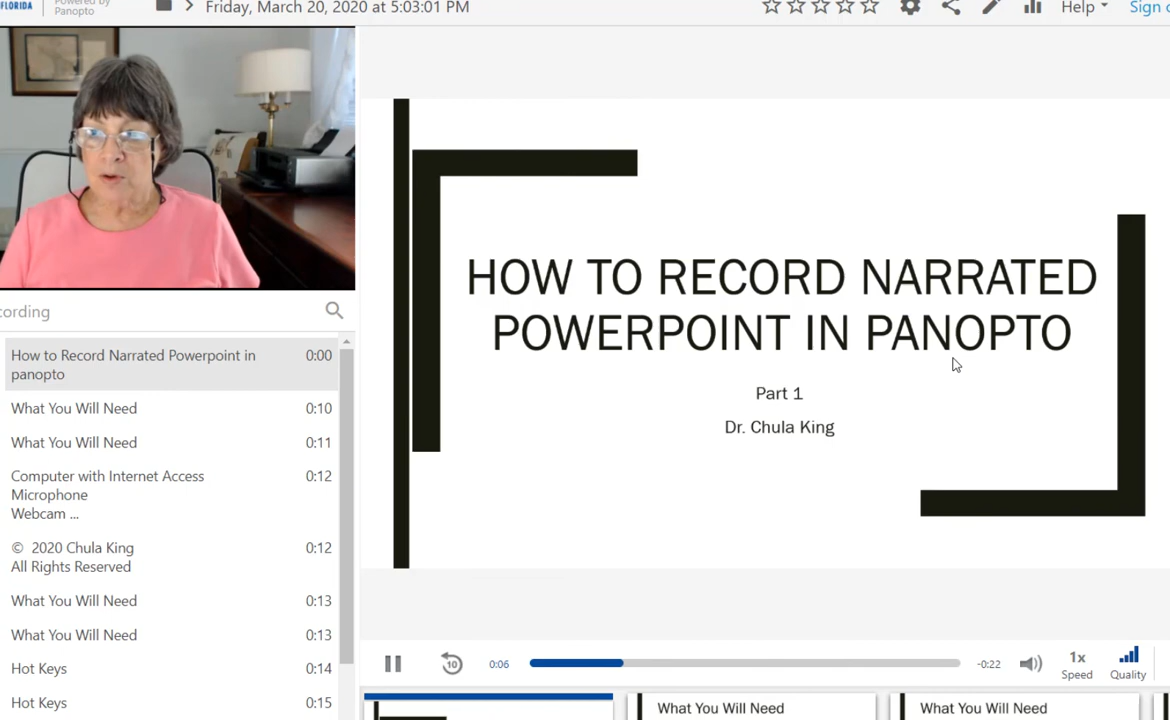 FLORIDA
Powered by
Panopto
Friday, March 20, 2020 at 5:03:01 PM
Help
Sign
HOW TO RECORD NARRATED
POWERPOINT IN PANOPTO
Part 1
Dr. Chula King
cording
How to Record Narrated Powerpoint in 0:00
panopto
What You Will Need 0:10
What You Will Need 0:11
Computer with Internet Access 0:12
Microphone
Webcam ...
© 2020 Chula King 0:12
All Rights Reserved
What You Will Need 0:13
What You Will Need 0:13
Hot Keys 0:14
Hot Keys 0:15
10 0:06 -0:22 1x
Speed Quality
What You Will Need What You Will Need